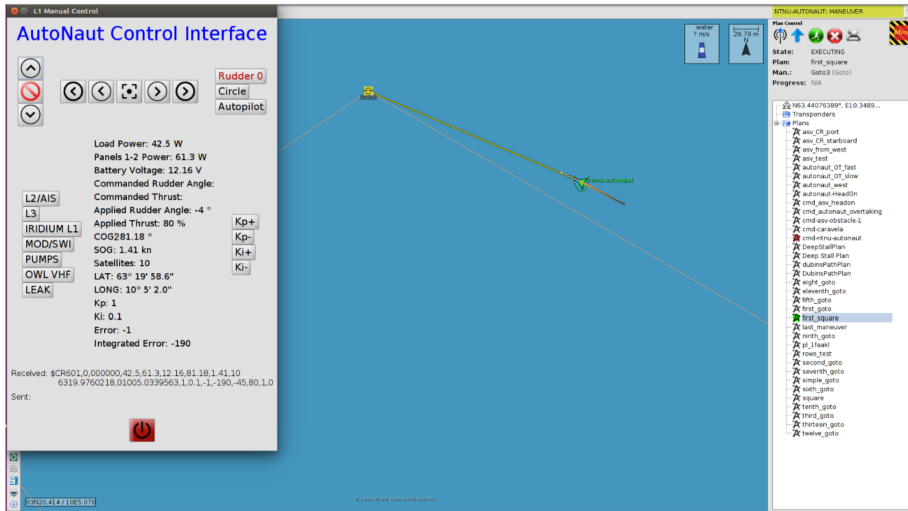 L1 Manual Control
AutoNaut Control Interface
Rudder 0
Circle
Autopilot
Load Power: 42.5 W
Panels 1-2 Power: 61.3 W
Battery Voltage: 12.16 V
Commanded Rudder Angle:
Commanded Thrust:
Applied Rudder Angle: -4 °
Applied Thrust: 80 %
COG281.18 °
SOG: 1.41 kn
Satellites: 10
LAT: 63° 19' 58.6"
LONG: 10° 5' 2.0"
Kp: 1
Ki: 0.1
Error: -1
Integrated Error: -190
L2/AIS
L3
IRIDIUM L1
MOD/SWI
PUMPS
OWL VHF
LEAK
Kp+
Kp-
Ki+
Ki-
Received: $CR601,0,000000,42.5,61.3,12.16,81.18,1.41,10
6319.9760218,01005.0339563,1,0.1,-1,-190,-45,80,1,0
Sent:
ntnu-autonaut
water
? m/s
26.79 m
N
NTNU-AUTONAUT: MANEUVER
Plan Control
State: EXECUTING
Plan: first_square
Man.: Goto3 (Goto)
Progress: N/A
N63.44076389°, E10.3489...
Transponders
Plans
asv_CR_port
asv_CR_starboard
asv_from_west
asv_test
autonaut_OT_fast
autonaut_OT_slow
autonaut_west
autonaut-HeadOn
cmd_asv_headon
cmd_autonaut_overtaking
cmd-asv-obstacle-1
cmd-caravela
cmd-ntnu-autonaut
DeepStallPlan
Deep Stall Plan
dubinsPathPlan
DubinsPathPlan
eight_goto
eleventh_goto
fifth_goto
first_goto
first_square
last_maneuver
ninth_goto
pl_1faakl
rows_test
second_goto
seventh_goto
simple_goto
sixth_goto
square
tenth_goto
third_goto
thirteen_goto
twelve_goto